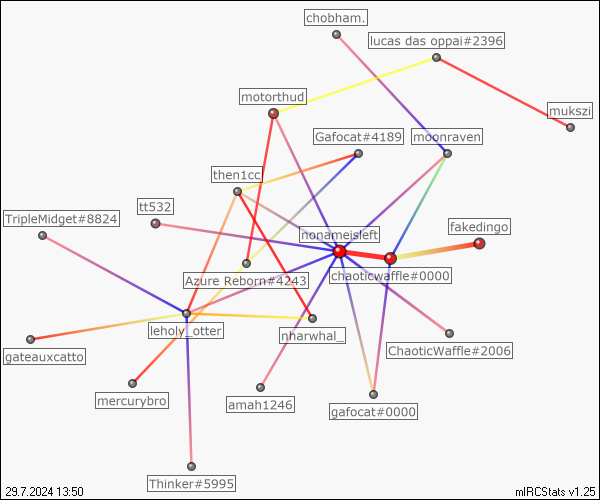 chobham.
lucas das oppai#2396
motorthud
mukszi
Gafocat#4189
moonraven
then1cc
tt532
TripleMidget#8824
nonameisleft
fakedingo
Azure Reborn#4243
chaoticwaffle#0000
leholy_otter
nharwhal_
gateauxcatto
ChaoticWaffle#2006
mercurybro
amah1246
gafocat#0000
Thinker#5995
29.7.2024 13:50
mIRCStats v1.25